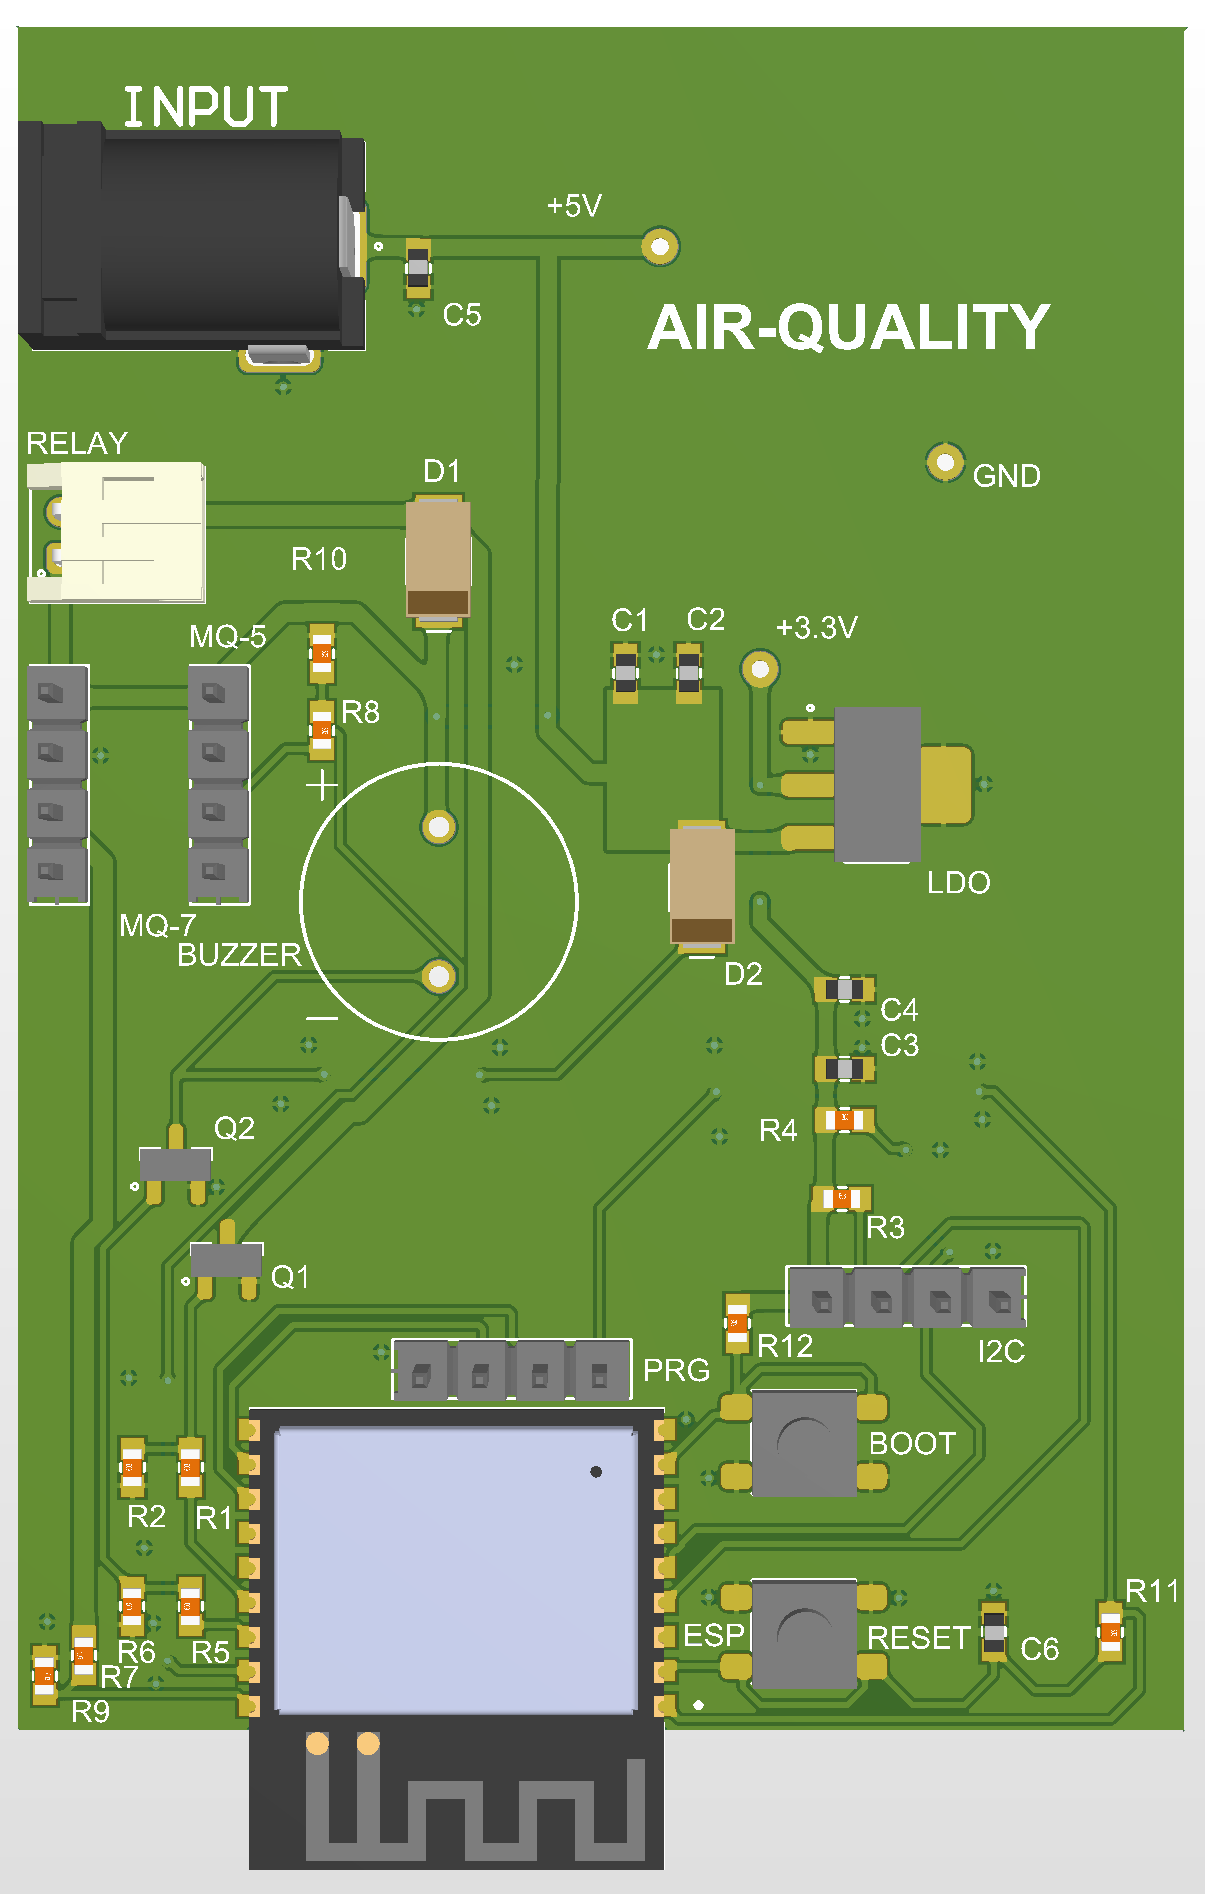 INPUT
+5V
C5
AIR-QUALITY
RELAY
D1
GND
R10
C1
C2
+3.3V
MQ-5
R8
+
LDO
MQ-7
BUZZER
D2
C4
−
C3
Q2
R4
R3
Q1
R12
I2C
PRG
BOOT
R2
R1
R11
ESP
RESET
C6
R6
R5
R7
R9